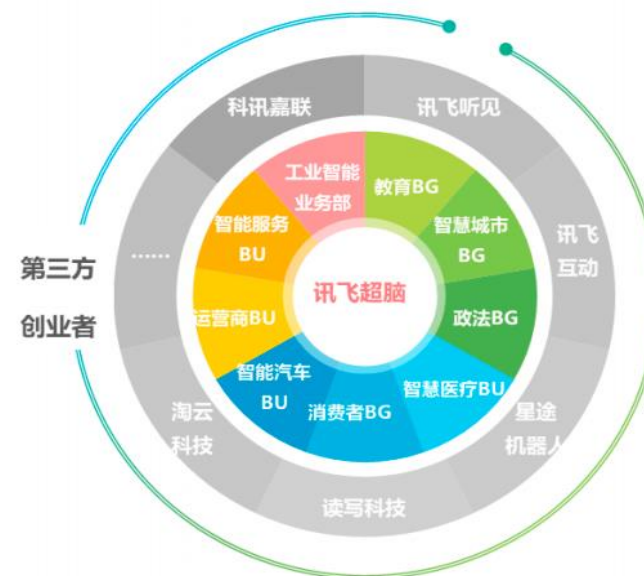 科讯嘉联
讯飞听见
工业智能
业务部
教育BG
智能服务
BU
智慧城市
BG
讯飞
互动
……
第三方
创业者
讯飞超脑
运营商BU
政法BG
智能汽车
BU
消费者BG
智慧医疗BU
淘云
科技
星途
机器人
读写科技